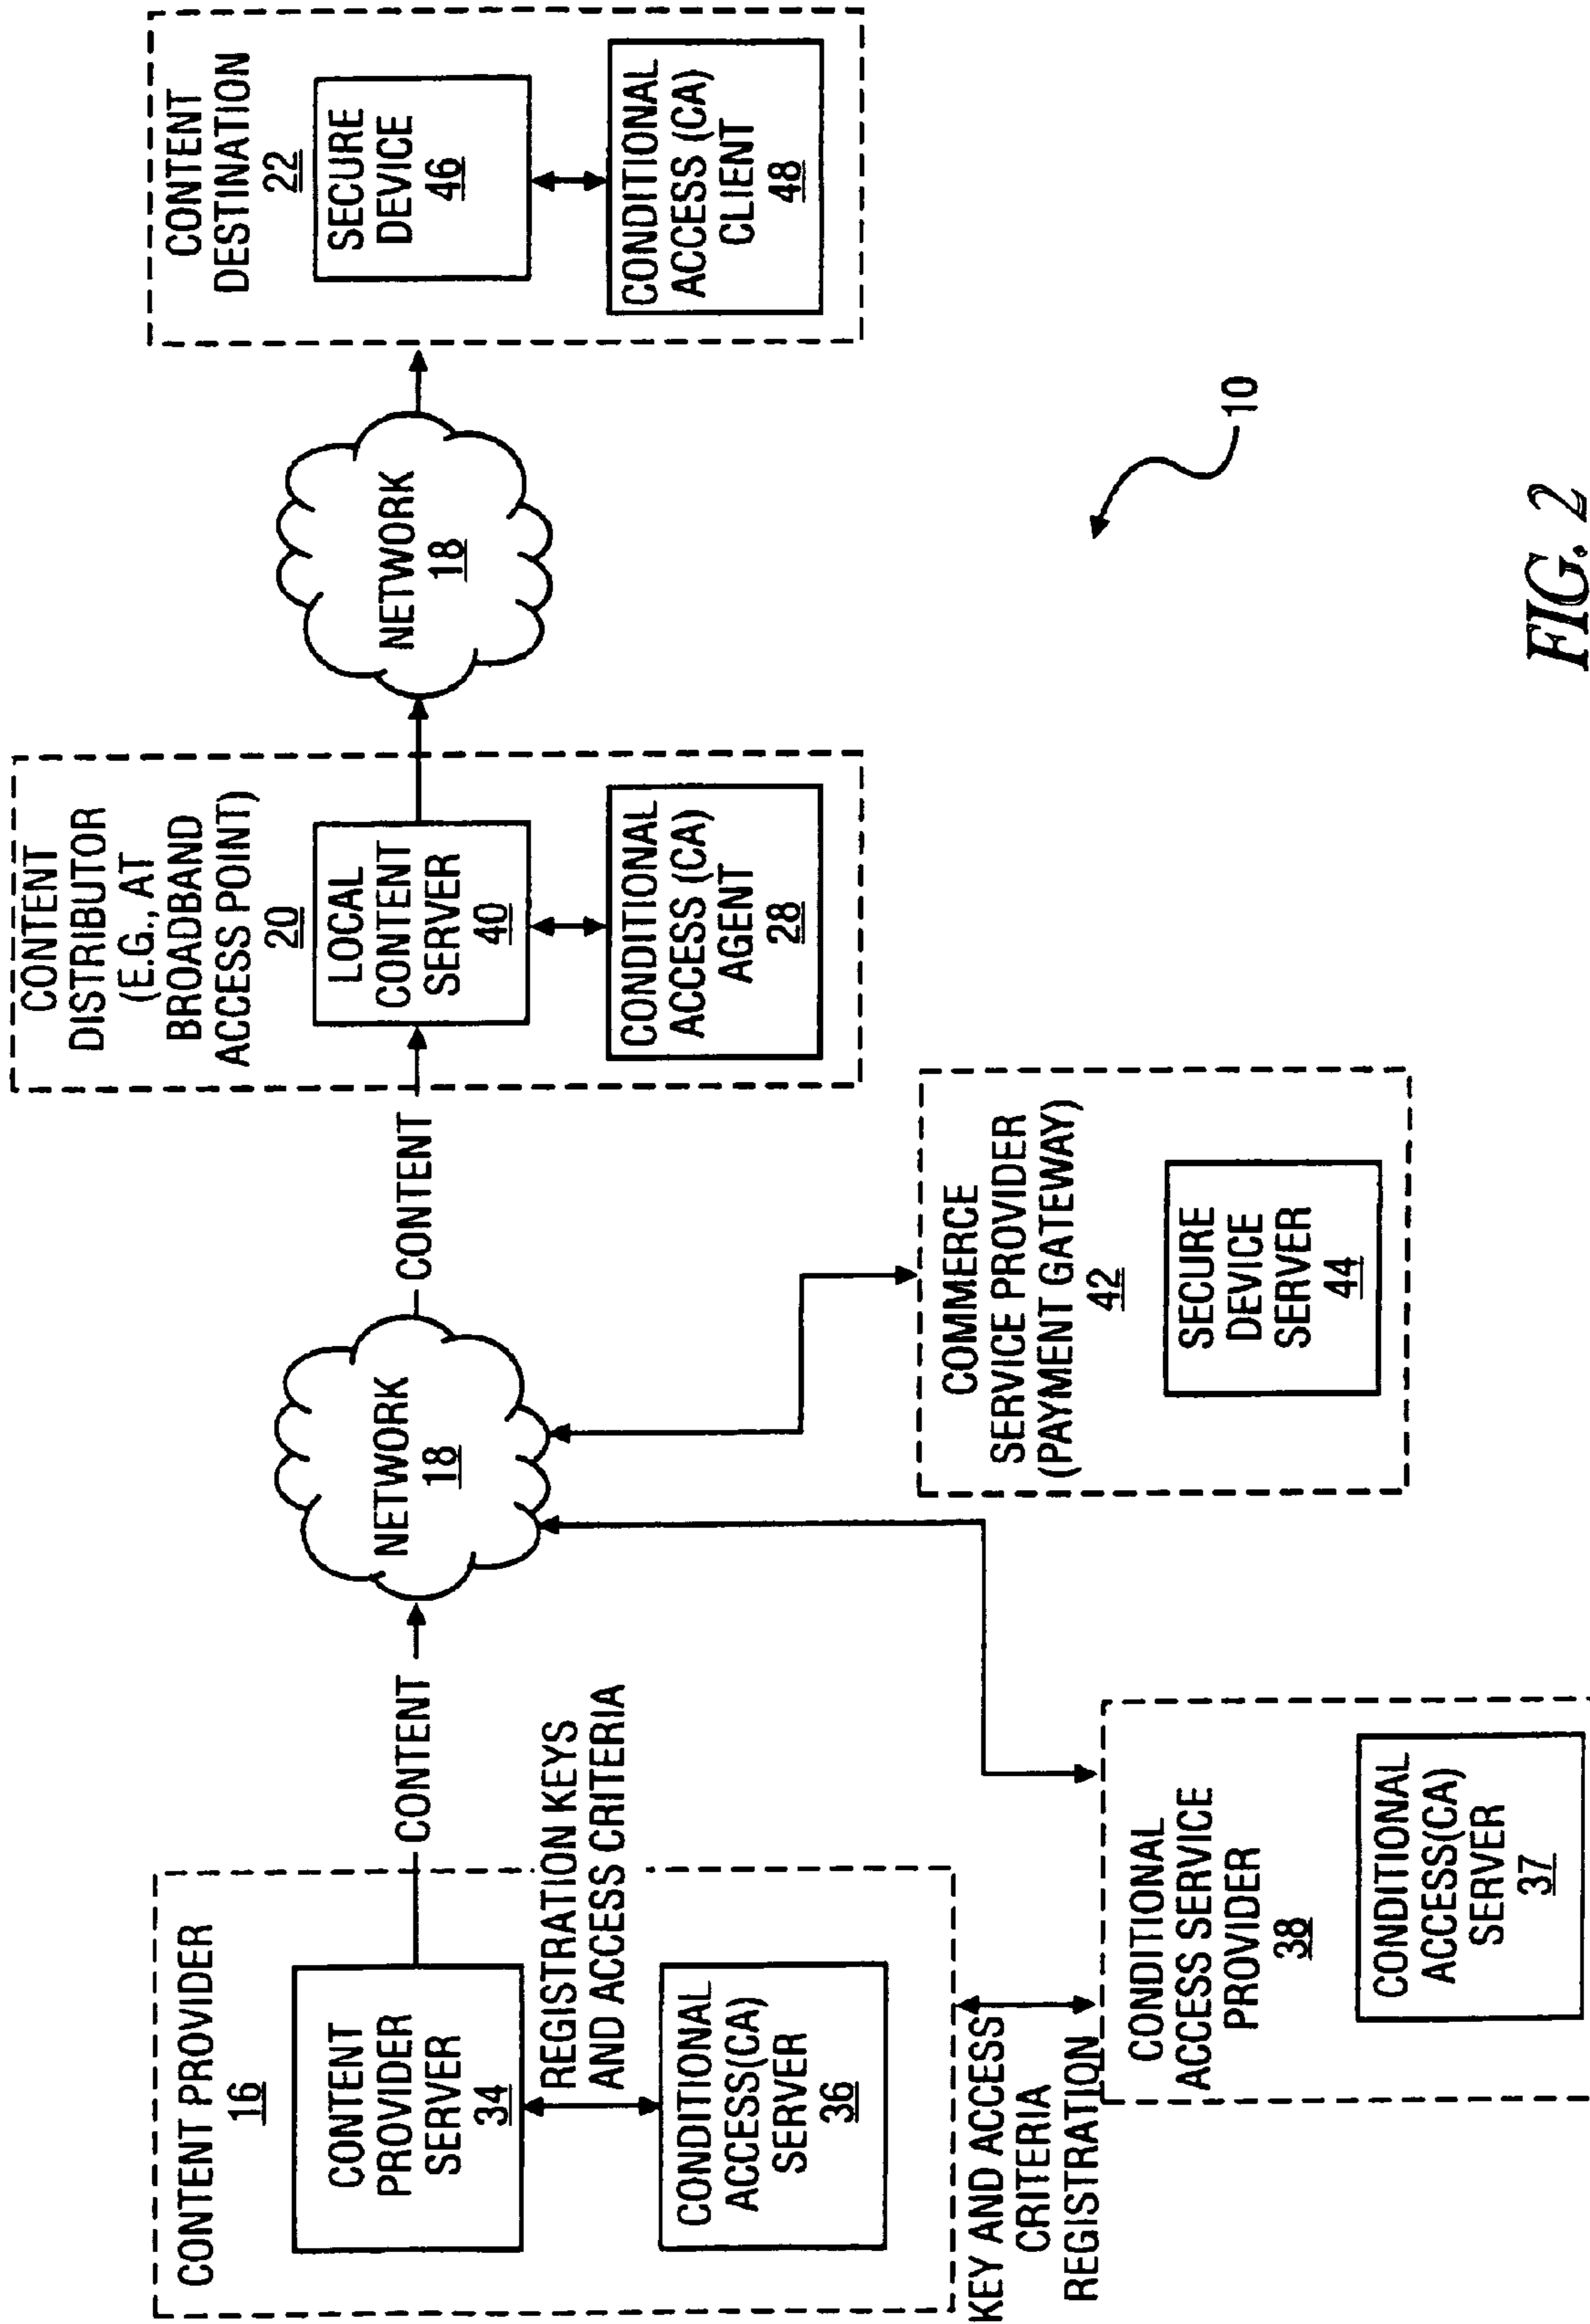 CONTENT PROVIDER
16
CONTENT
PROVIDER
SERVER
34
REGISTRATION KEYS
AND ACCESS CRITERIA
CONDITIONAL
ACCESS(CA)
SERVER
36
KEY AND ACCESS
CRITERIA
REGISTRATION
CONDITIONAL
ACCESS SERVICE
PROVIDER
38
CONDITIONAL
ACCESS(CA)
SERVER
37
CONTENT
NETWORK
18
CONTENT
COMMERCE
SERVICE PROVIDER
(PAYMENT GATEWAY)
42
SECURE
DEVICE
SERVER
44
CONTENT
DISTRIBUTOR
(E.G., AT
BROADBAND
ACCESS POINT)
20
LOCAL
CONTENT
SERVER
40
CONDITIONAL
ACCESS (CA)
AGENT
28
NETWORK
18
CONTENT
DESTINATION
22
SECURE
DEVICE
46
CONDITIONAL
ACCESS (CA)
CLIENT
48
10
FIG. 2